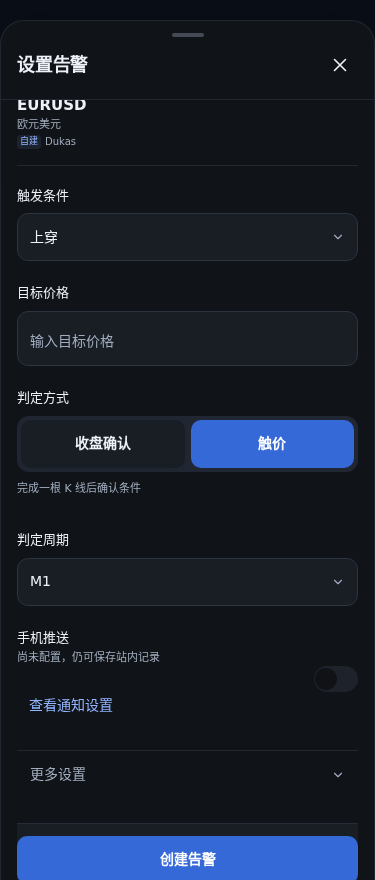 设置告警
EURUSD
欧元美元
自建 Dukas
触发条件
上穿
目标价格
输入目标价格
判定方式
收盘确认 触价
完成一根 K 线后确认条件
判定周期
M1
手机推送
尚未配置，仍可保存站内记录
查看通知设置
更多设置
创建告警